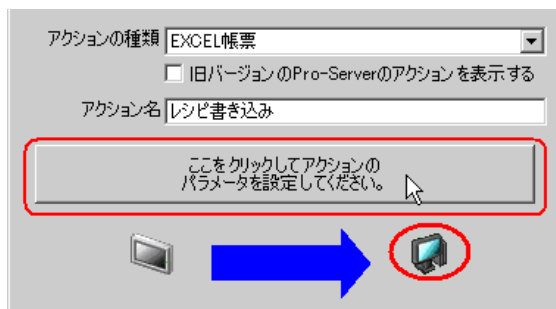 アクションの種類 EXCEL帳票
旧バージョンのPro-Serverのアクションを表示する
アクション名 レシピ書き込み
ここをクリックしてアクションの
パラメータを設定してください。